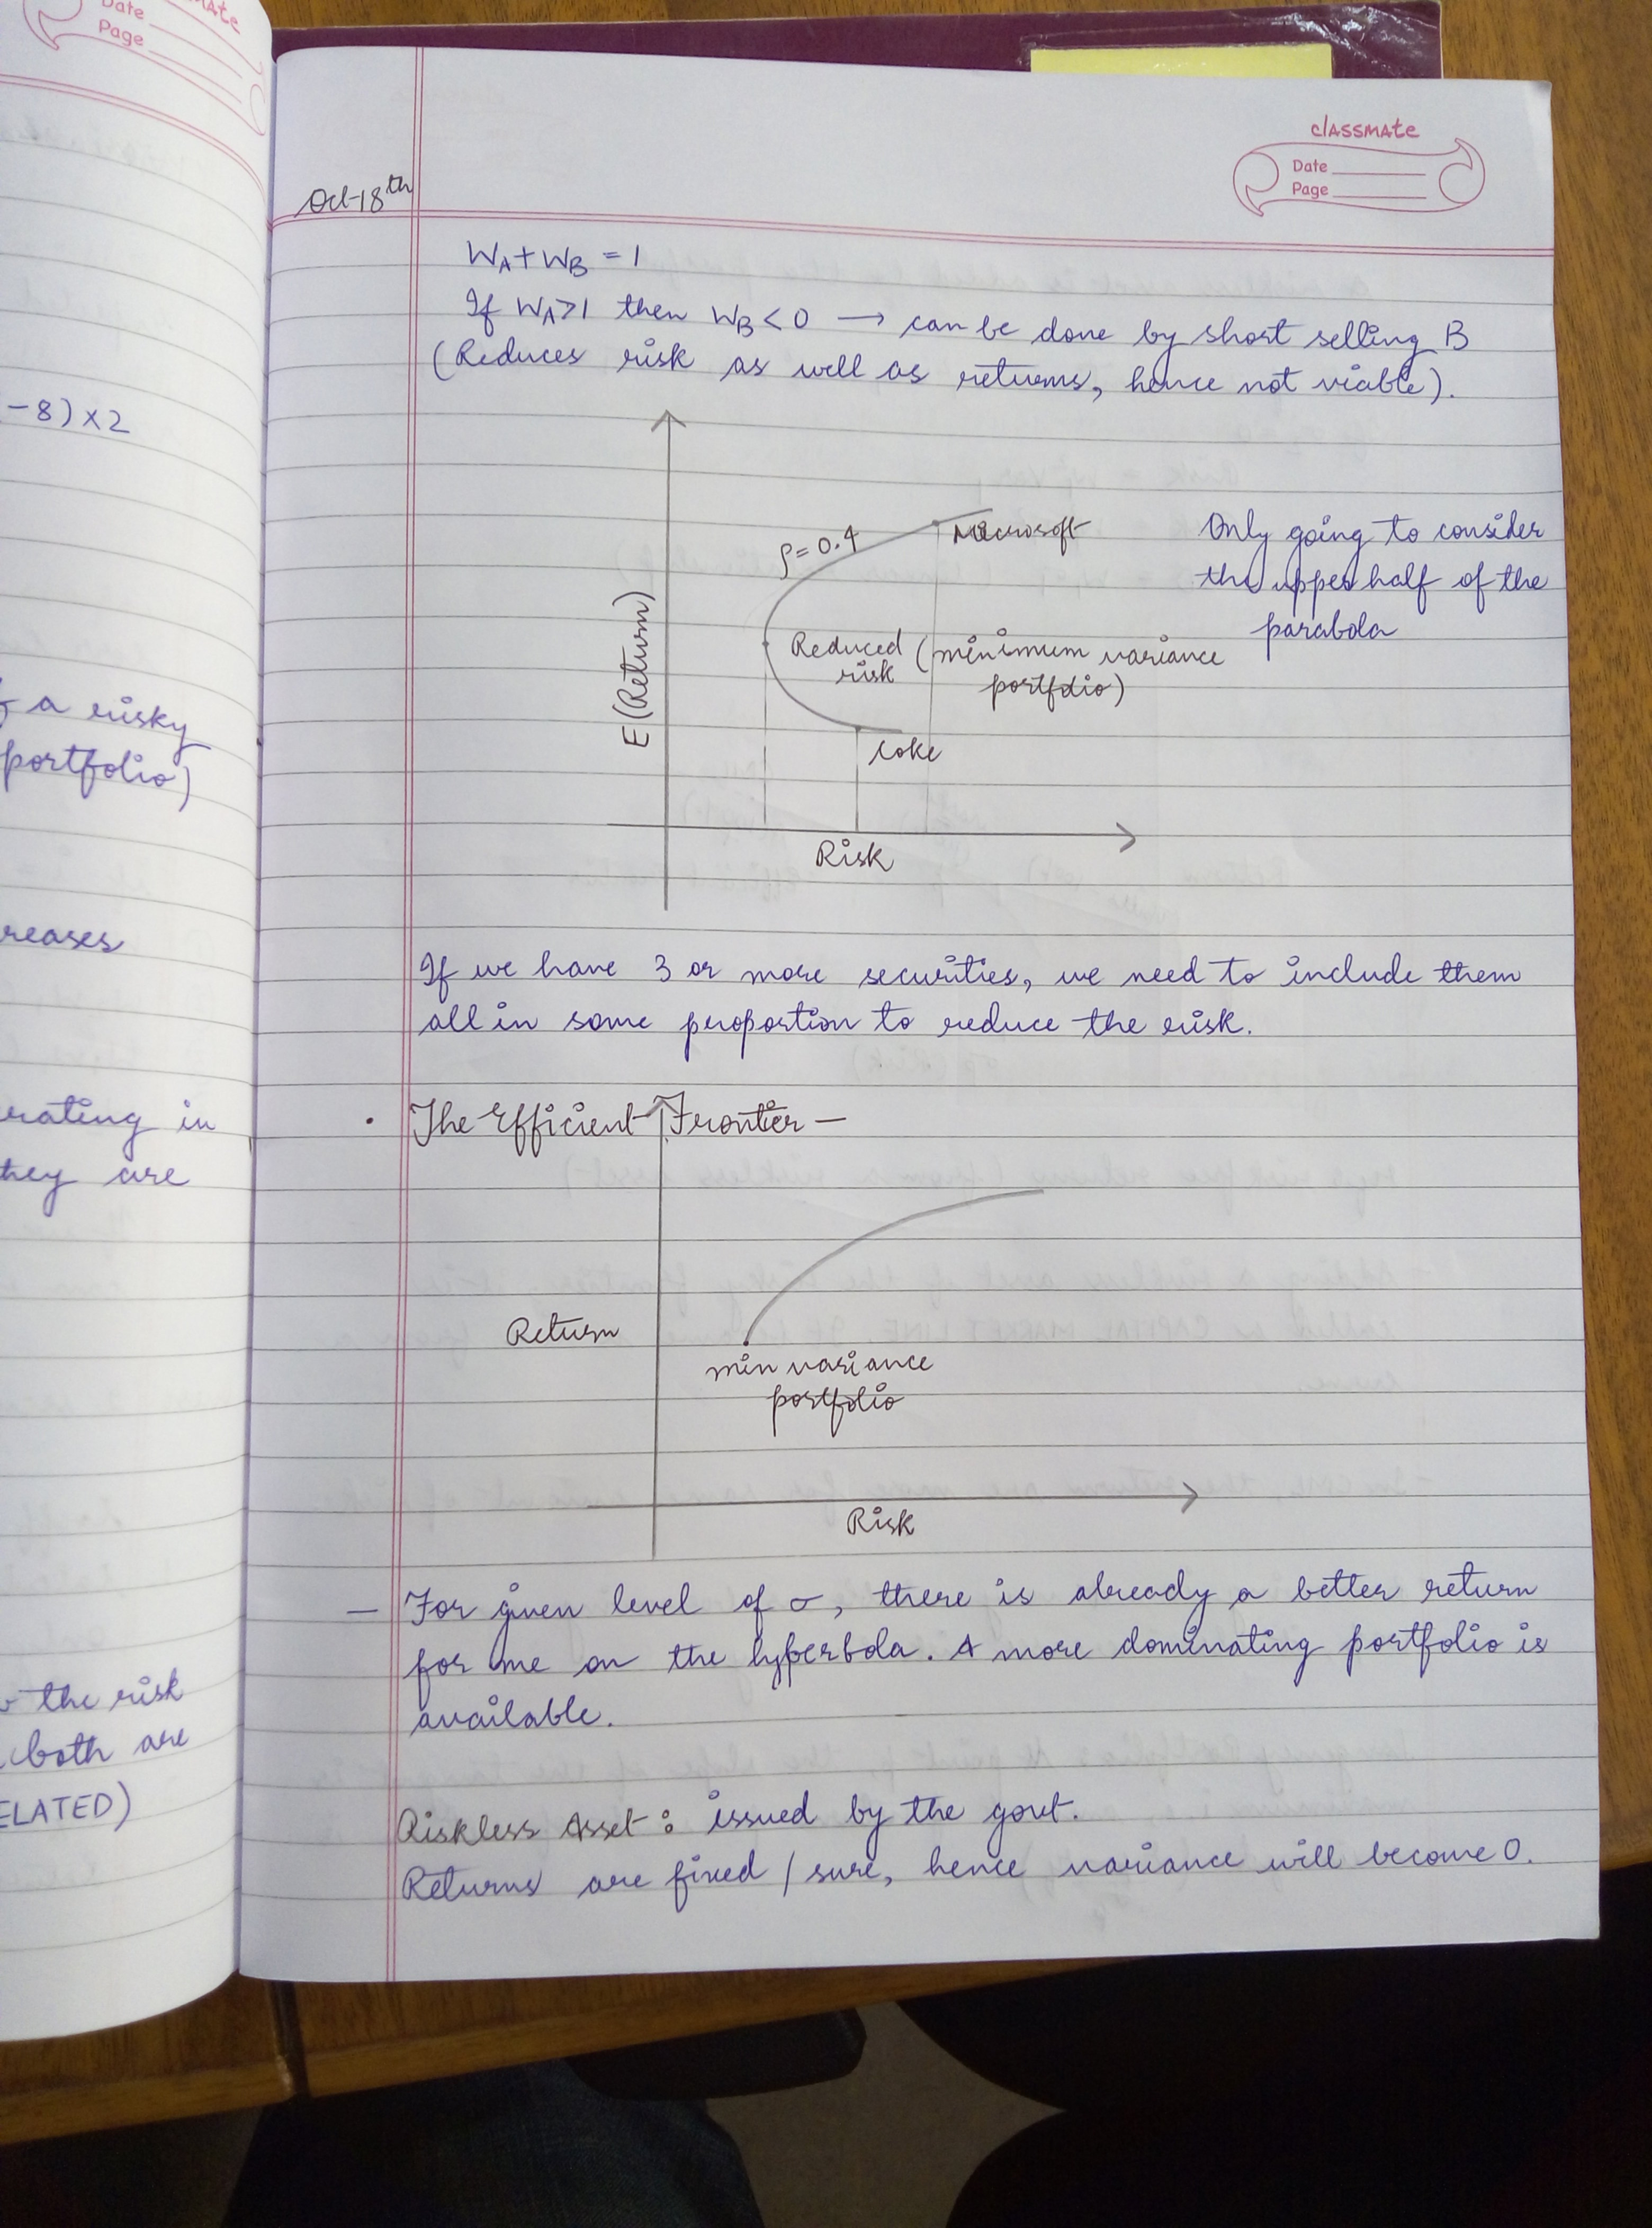 Date
Page
(-8) × 2
a risky
portfolio)
reases
rating in
they are
the risk
both are
ELATED)
classmate
Date
Page
Oct-18th
WA + WB = 1
If WA > 1 then WB < 0 → can be done by short selling B
(Reduces risk as well as returns, hence not viable).
E(Return)
ρ = 0.4
Microsoft
Only going to consider
the upper half of the
parabola
Reduced risk (minimum variance
portfolio)
Coke
Risk
If we have 3 or more securities, we need to include them
all in some proportion to reduce the risk.
• The Efficient Frontier —
Return
min variance
portfolio
Risk
— For given level of σ, there is already a better return
for me on the hyperbola. A more dominating portfolio is
available.
Riskless Asset : issued by the govt.
Returns are fixed / sure, hence variance will become 0.